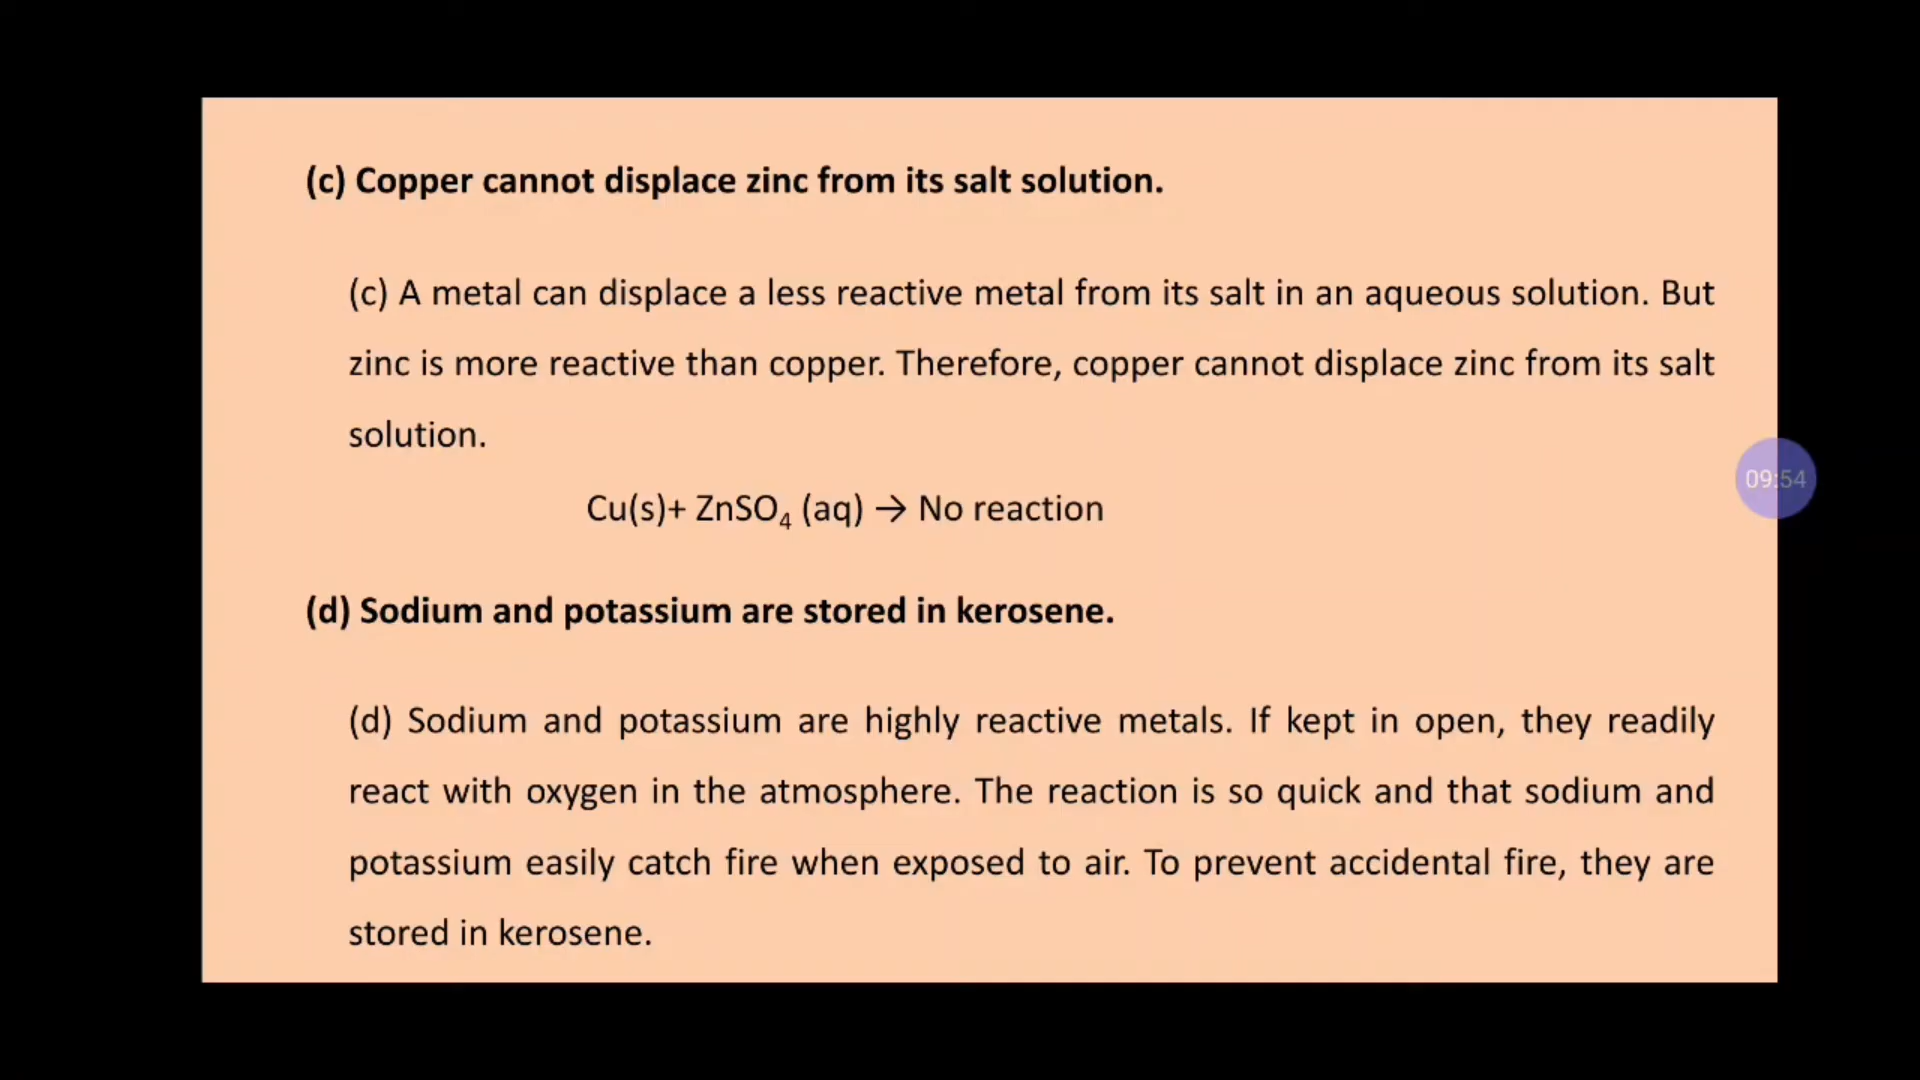 (c) Copper cannot displace zinc from its salt solution.
(c) A metal can displace a less reactive metal from its salt in an aqueous solution. But
zinc is more reactive than copper. Therefore, copper cannot displace zinc from its salt
solution.
Cu(s)+ ZnSO₄ (aq) → No reaction
09:54
(d) Sodium and potassium are stored in kerosene.
(d) Sodium and potassium are highly reactive metals. If kept in open, they readily
react with oxygen in the atmosphere. The reaction is so quick and that sodium and
potassium easily catch fire when exposed to air. To prevent accidental fire, they are
stored in kerosene.